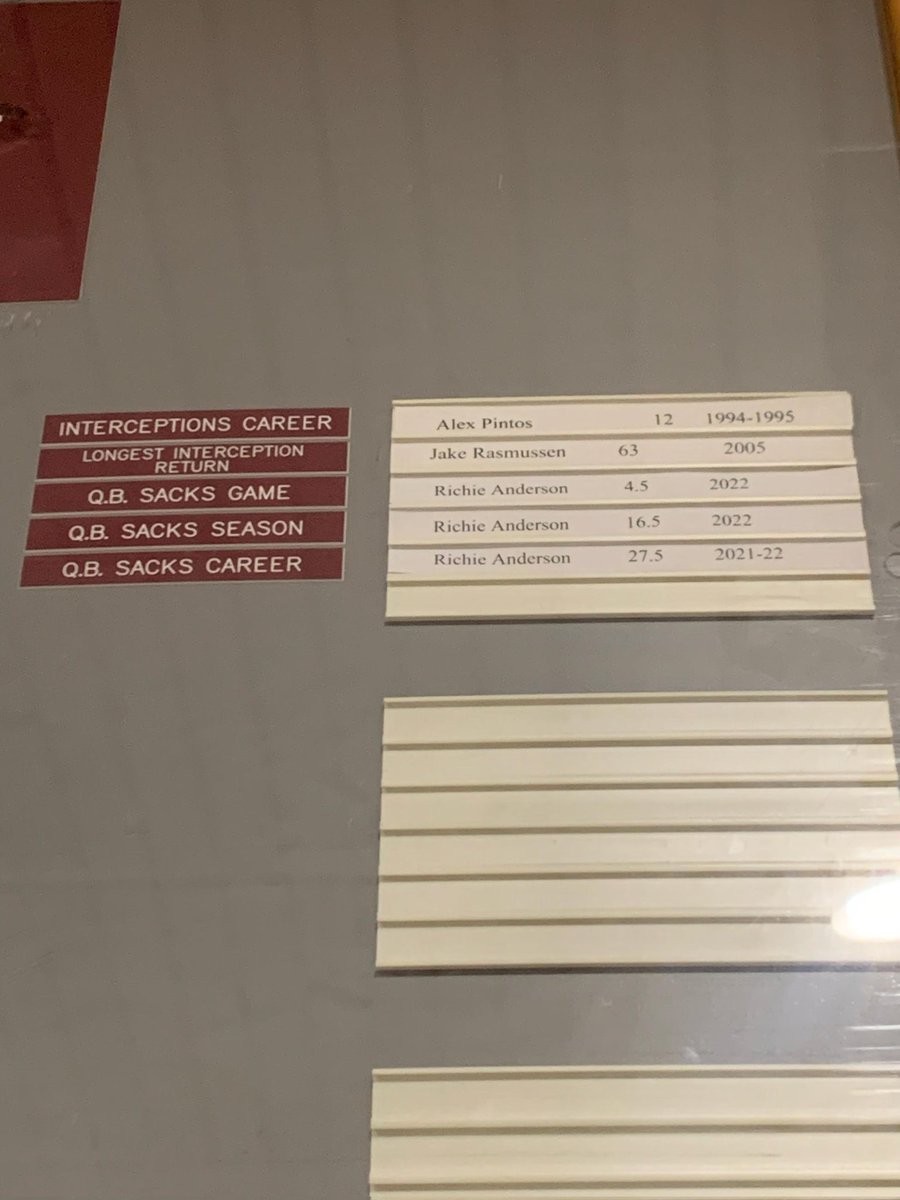 INTERCEPTIONS CAREER Alex Pintos 12 1994-1995
LONGEST INTERCEPTION
RETURN Jake Rasmussen 63 2005
Q.B. SACKS GAME Richie Anderson 4.5 2022
Q.B. SACKS SEASON Richie Anderson 16.5 2022
Q.B. SACKS CAREER Richie Anderson 27.5 2021-22